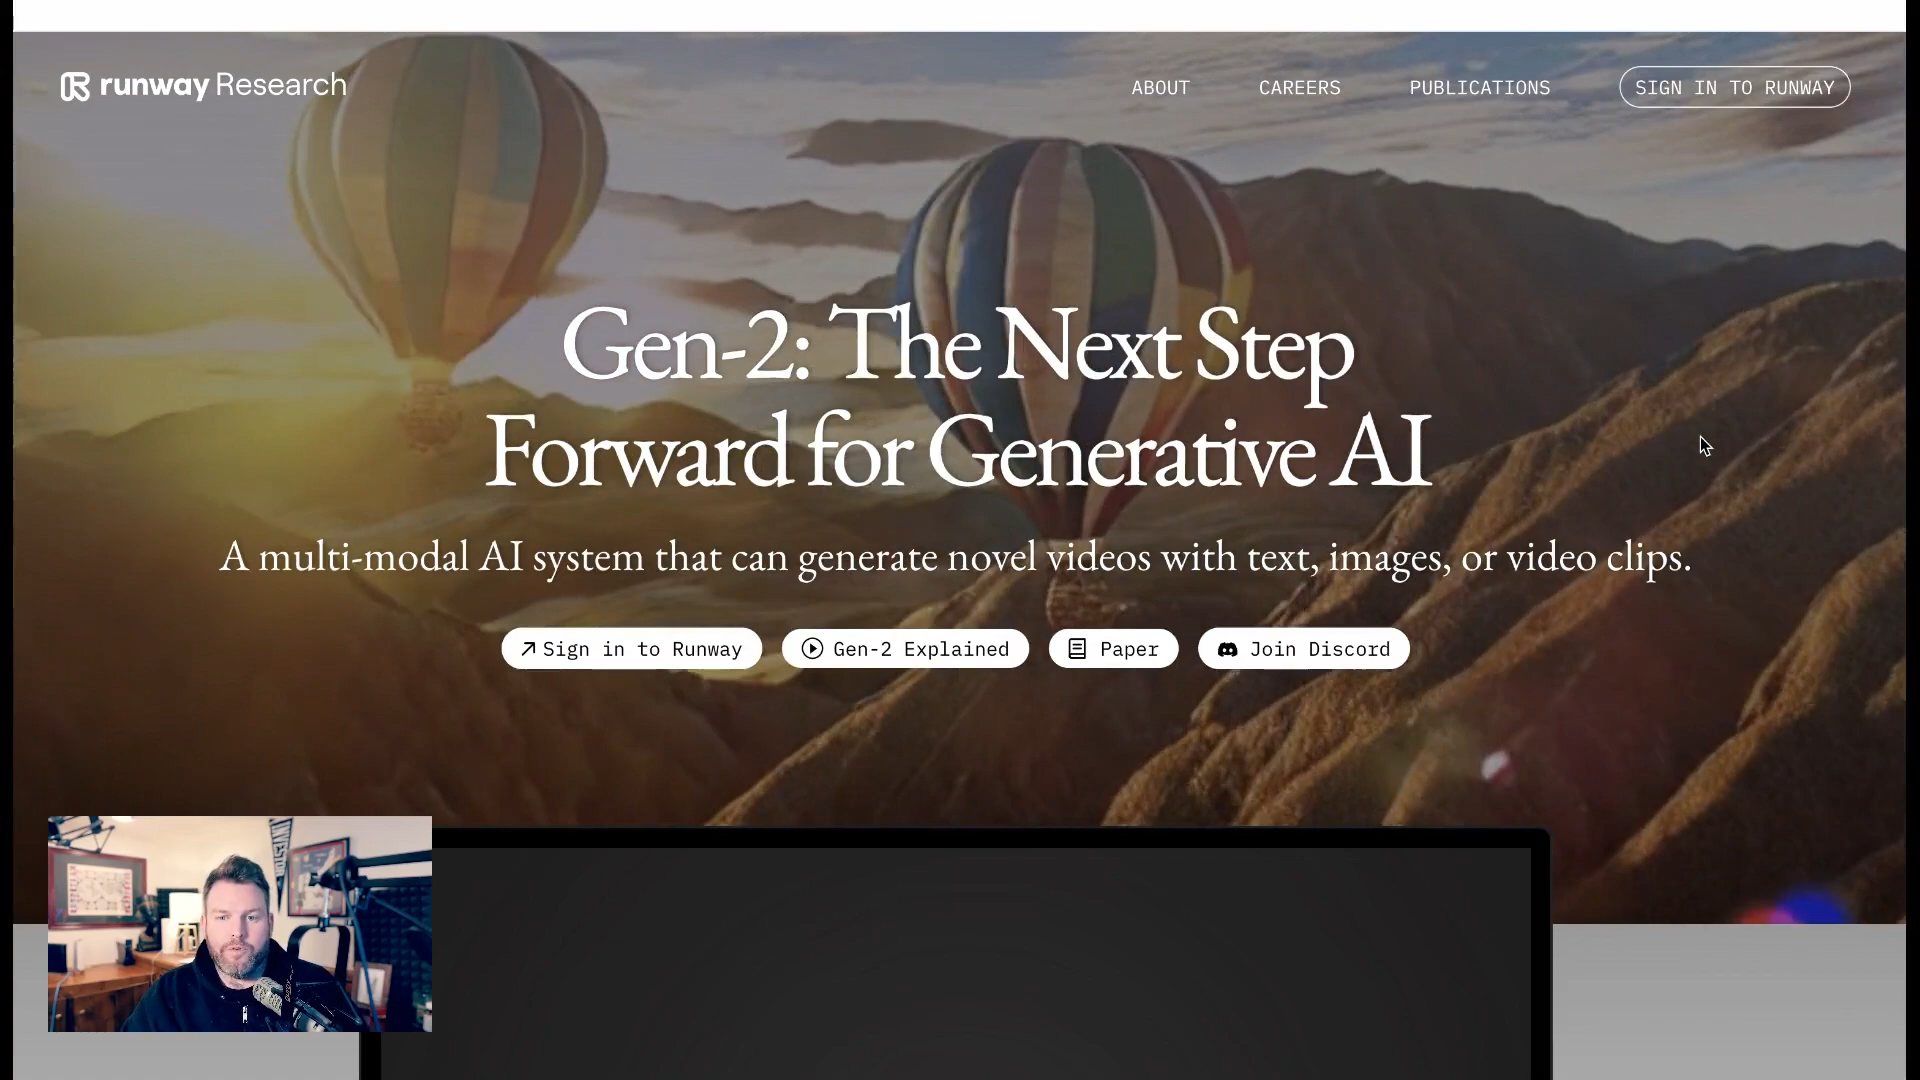 runway Research
ABOUT
CAREERS
PUBLICATIONS
SIGN IN TO RUNWAY
Gen-2: The Next Step
Forward for Generative AI
A multi-modal AI system that can generate novel videos with text, images, or video clips.
Sign in to Runway
Gen-2 Explained
Paper
Join Discord